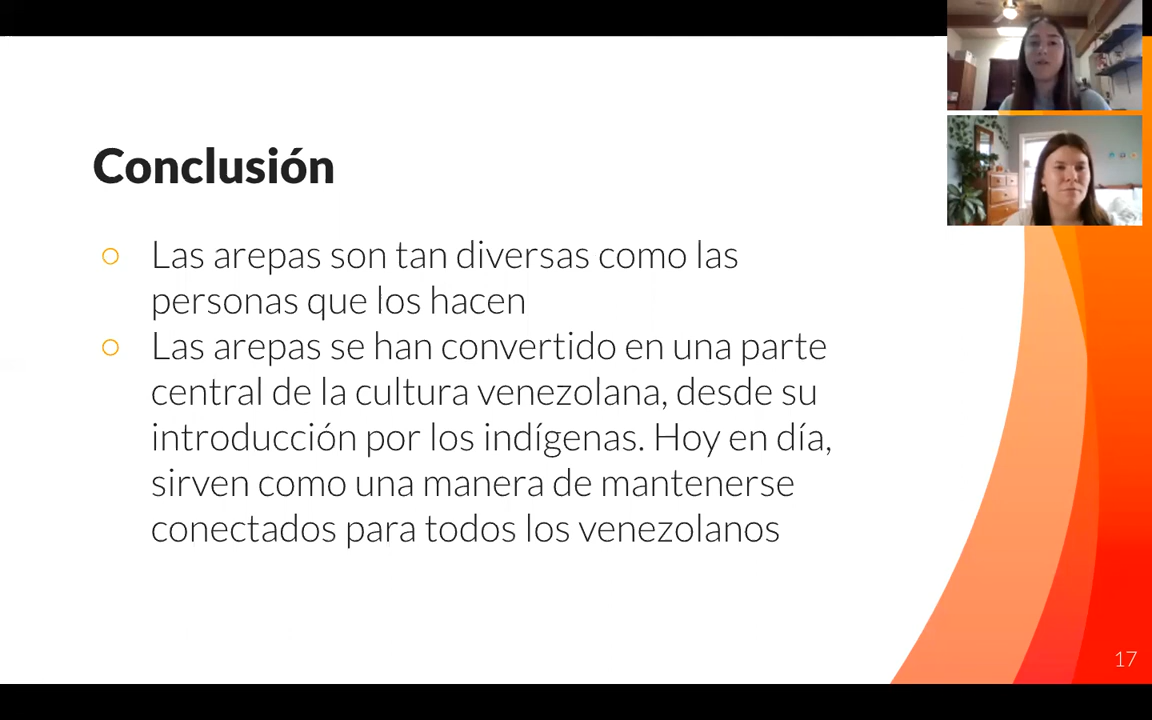 Conclusión
Las arepas son tan diversas como las
personas que los hacen
Las arepas se han convertido en una parte
central de la cultura venezolana, desde su
introducción por los indígenas. Hoy en día,
sirven como una manera de mantenerse
conectados para todos los venezolanos
17